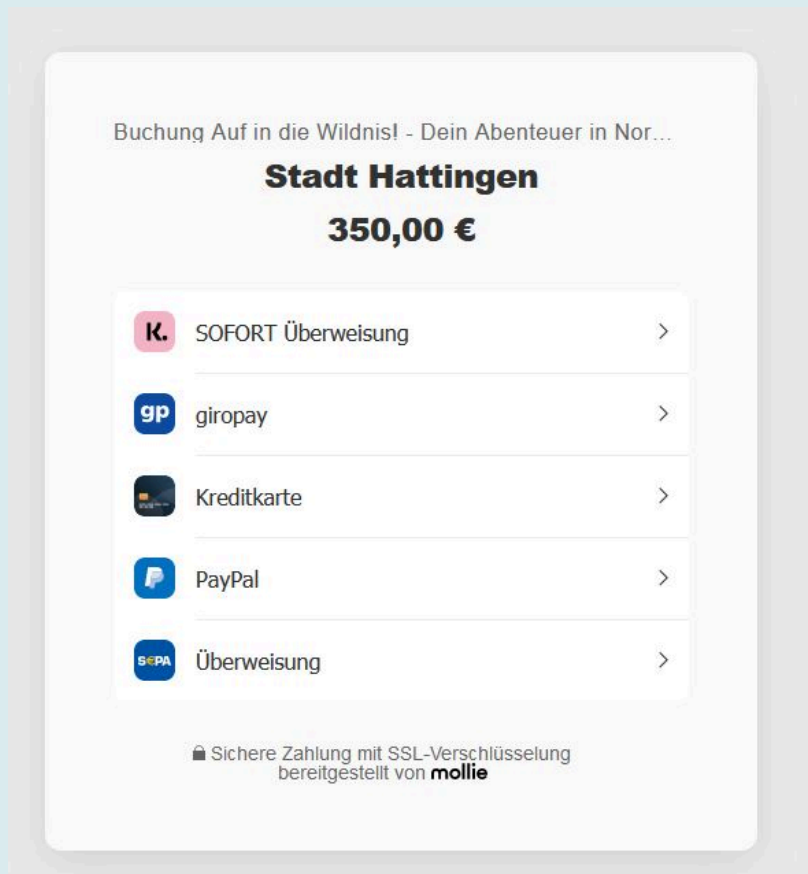 Buchung Auf in die Wildnis! - Dein Abenteuer in Nor...
Stadt Hattingen
350,00 €
K. SOFORT Überweisung
gp giropay
Kreditkarte
P PayPal
S€PA Überweisung
Sichere Zahlung mit SSL-Verschlüsselung
bereitgestellt von mollie